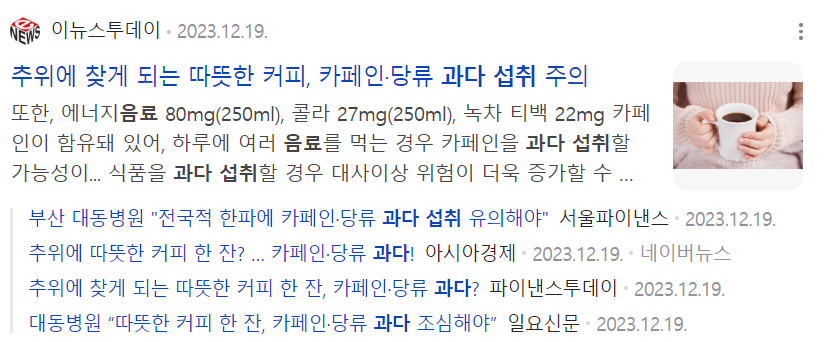 NEWS 이뉴스투데이 2023.12.19.
추위에 찾게 되는 따뜻한 커피, 카페인·당류 과다 섭취 주의
또한, 에너지음료 80mg(250ml), 콜라 27mg(250ml), 녹차 티백 22mg 카페
인이 함유돼 있어, 하루에 여러 음료를 먹는 경우 카페인을 과다 섭취할
가능성이... 식품을 과다 섭취할 경우 대사이상 위험이 더욱 증가할 수 ...
이뉴스투데이
부산 대동병원 "전국적 한파에 카페인·당류 과다 섭취 유의해야" 서울파이낸스 2023.12.19.
추위에 따뜻한 커피 한 잔? ... 카페인·당류 과다! 아시아경제 2023.12.19. 네이버뉴스
추위에 찾게 되는 따뜻한 커피 한 잔, 카페인·당류 과다? 파이낸스투데이 2023.12.19.
대동병원 “따뜻한 커피 한 잔, 카페인·당류 과다 조심해야” 일요신문 2023.12.19.